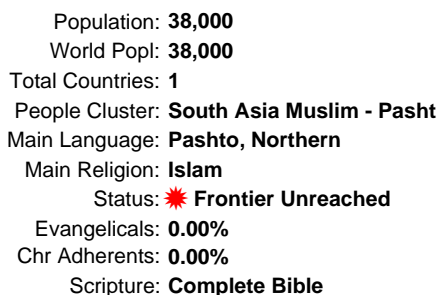 Population: 38,000
World Popl: 38,000
Total Countries: 1
People Cluster: South Asia Muslim - Pasht
Main Language: Pashto, Northern
Main Religion: Islam
Status: Frontier Unreached
Evangelicals: 0.00%
Chr Adherents: 0.00%
Scripture: Complete Bible